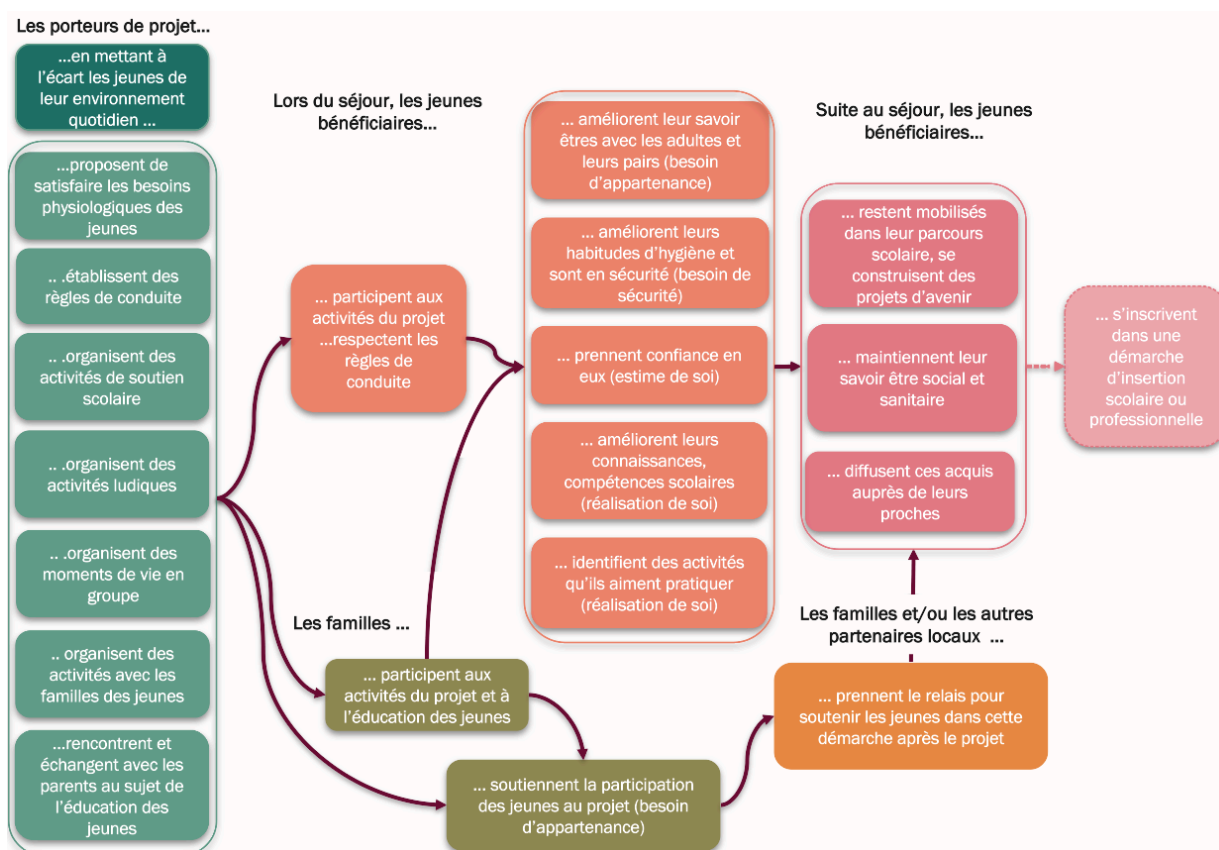 Les porteurs de projet...
...en mettant à
l'écart les jeunes de
leur environnement
quotidien ...
...proposent de
satisfaire les besoins
physiologiques des
jeunes
.. .établissent des
règles de conduite
.. .organisent des
activités de soutien
scolaire
.. .organisent des
activités ludiques
.. .organisent des
moments de vie en
groupe
.. organisent des
activités avec les
familles des jeunes
...rencontrent et
échangent avec les
parents au sujet de
l'éducation des
jeunes
Lors du séjour, les jeunes
bénéficiaires...
... participent aux
activités du projet
...respectent les
règles de
conduite
Les familles ...
... participent aux
activités du projet et à
l'éducation des jeunes
... soutiennent la participation
des jeunes au projet (besoin
d'appartenance)
... améliorent leur savoir
êtres avec les adultes et
leurs pairs (besoin
d'appartenance)
... améliorent leurs
habitudes d'hygiène et
sont en sécurité (besoin de
sécurité)
... prennent confiance en
eux (estime de soi)
... améliorent leurs
connaissances,
compétences scolaires
(réalisation de soi)
... identifient des activités
qu'ils aiment pratiquer
(réalisation de soi)
Suite au séjour, les jeunes
bénéficiaires...
... restent mobilisés
dans leur parcours
scolaire, se
construisent des
projets d'avenir
... maintiennent leur
savoir être social et
sanitaire
... diffusent ces acquis
auprès de leurs
proches
Les familles et/ou les autres
partenaires locaux ...
... prennent le relais pour
soutenir les jeunes dans cette
démarche après le projet
... s'inscrivent
dans une
démarche
d'insertion
scolaire ou
professionnelle